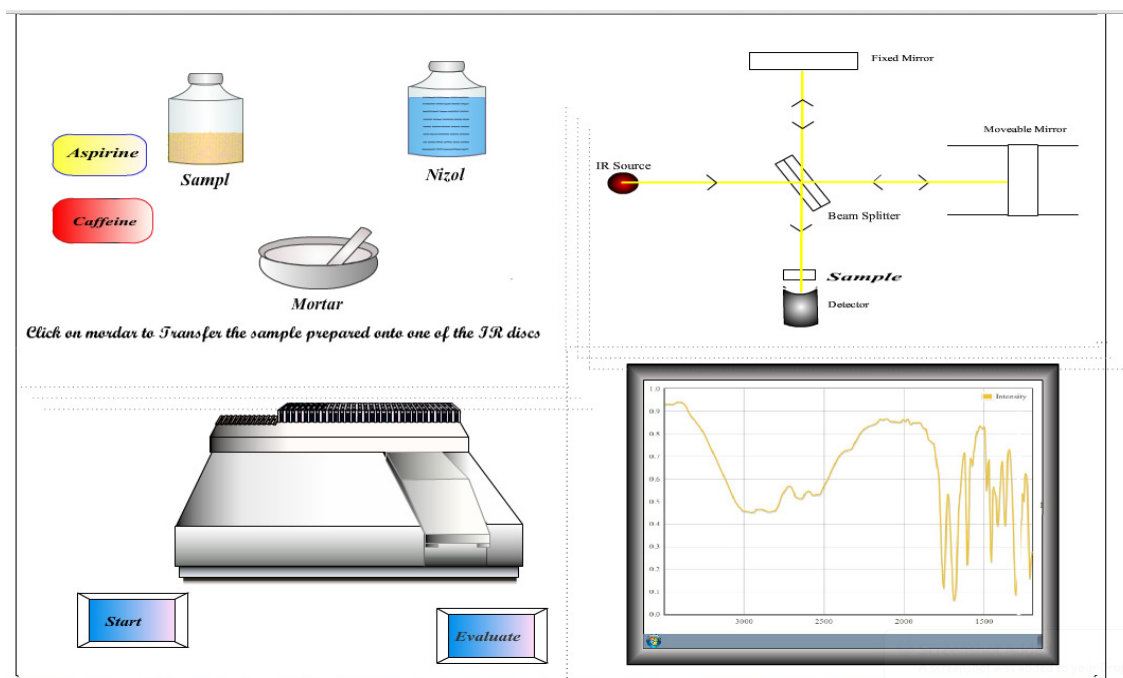 Aspirine
Caffeine
Sampl
Nizol
Mortar
Click on mordar to Transfer the sample prepared onto one of the IR discs
Fixed Mirror
Moveable Mirror
IR Source
Beam Splitter
Sample
Detector
Start
Evaluate
Intensity
1.0
0.9
0.8
0.7
0.6
0.5
0.4
0.3
0.2
0.1
0.0
3000 2500 2000 1500